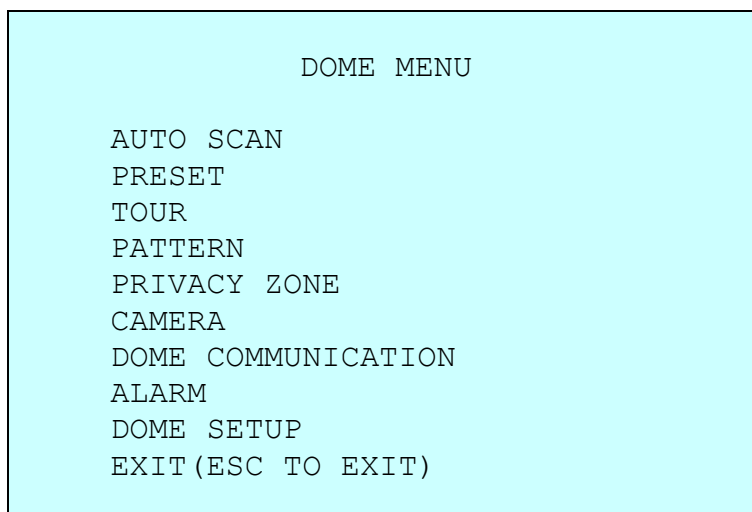 DOME MENU
AUTO SCAN
PRESET
TOUR
PATTERN
PRIVACY ZONE
CAMERA
DOME COMMUNICATION
ALARM
DOME SETUP
EXIT(ESC TO EXIT)